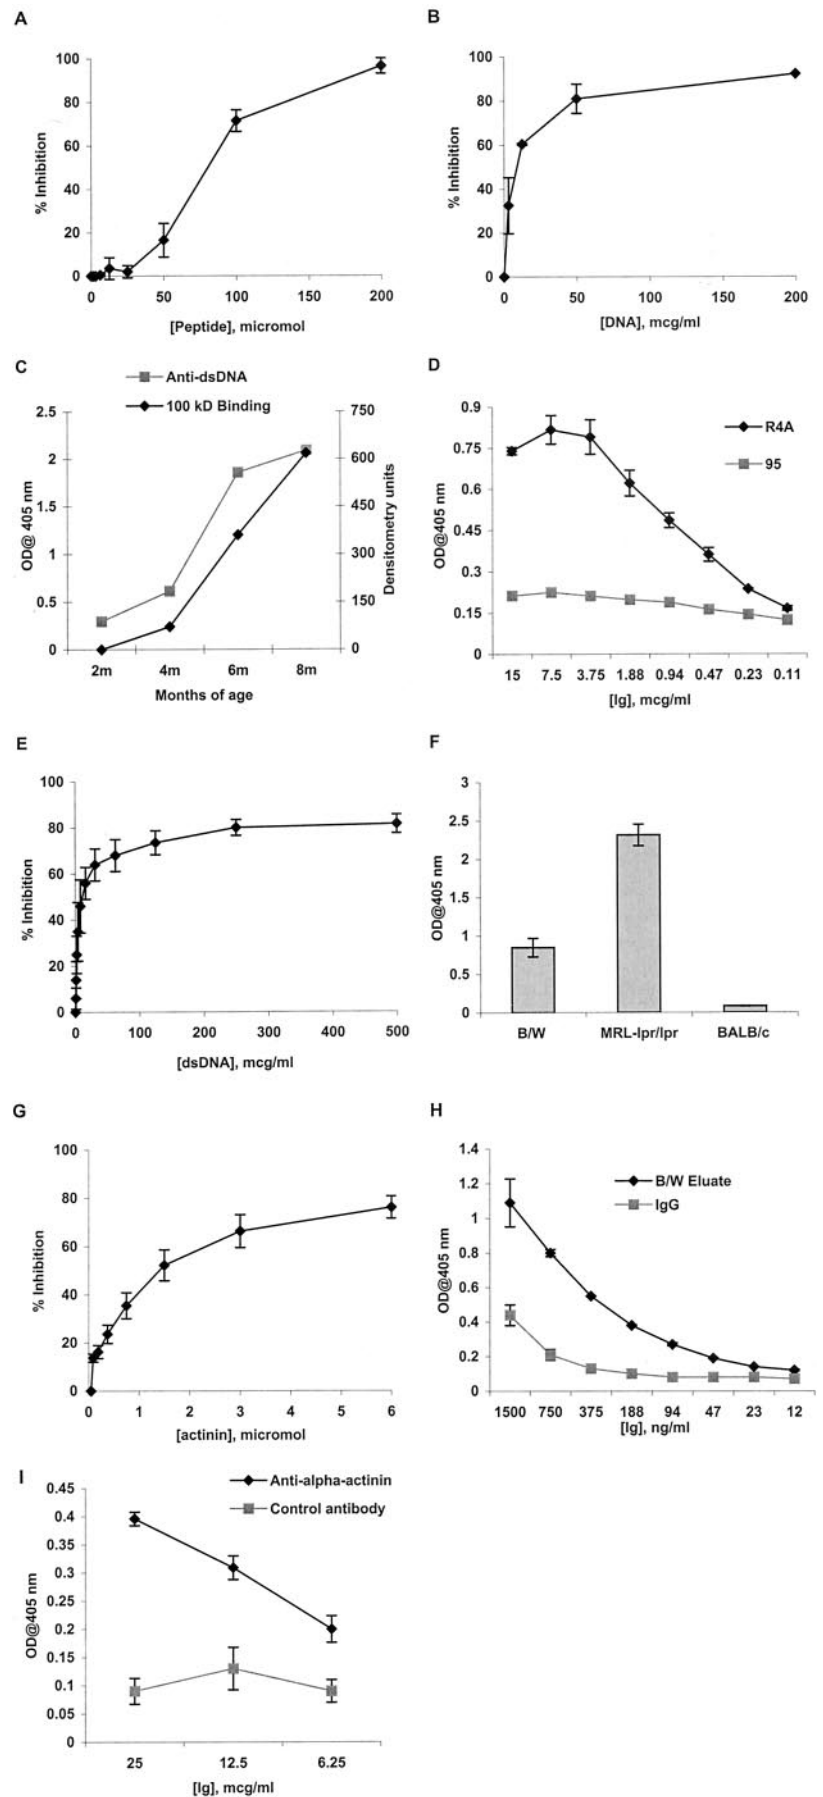 A
100
80
60
40
20
0
% Inhibition
0
50
100
150
200
[Peptide], micromol
B
100
80
60
40
20
0
% Inhibition
0
50
100
150
200
[DNA], mcg/ml
C
Anti-dsDNA
100 kD Binding
2.5
2
1.5
1
0.5
0
OD@ 405 nm
750
600
450
300
150
0
Densitometry units
2m
4m
6m
8m
Months of age
D
R4A
95
0.9
0.75
0.6
0.45
0.3
0.15
0
OD@405 nm
15
7.5
3.75
1.88
0.94
0.47
0.23
0.11
[Ig], mcg/ml
E
100
80
60
40
20
0
% Inhibition
0
100
200
300
400
500
[dsDNA], mcg/ml
F
3
2.5
2
1.5
1
0.5
0
OD@405 nm
B/W
MRL-lpr/lpr
BALB/c
G
100
80
60
40
20
0
% Inhibition
0
1
2
3
4
5
6
[actinin], micromol
H
B/W Eluate
IgG
1.4
1.2
1
0.8
0.6
0.4
0.2
0
OD@405 nm
1500
750
375
188
94
47
23
12
[Ig], ng/ml
I
Anti-alpha-actinin
Control antibody
0.45
0.4
0.35
0.3
0.25
0.2
0.15
0.1
0.05
0
OD@405 nm
25
12.5
6.25
[Ig], mcg/ml